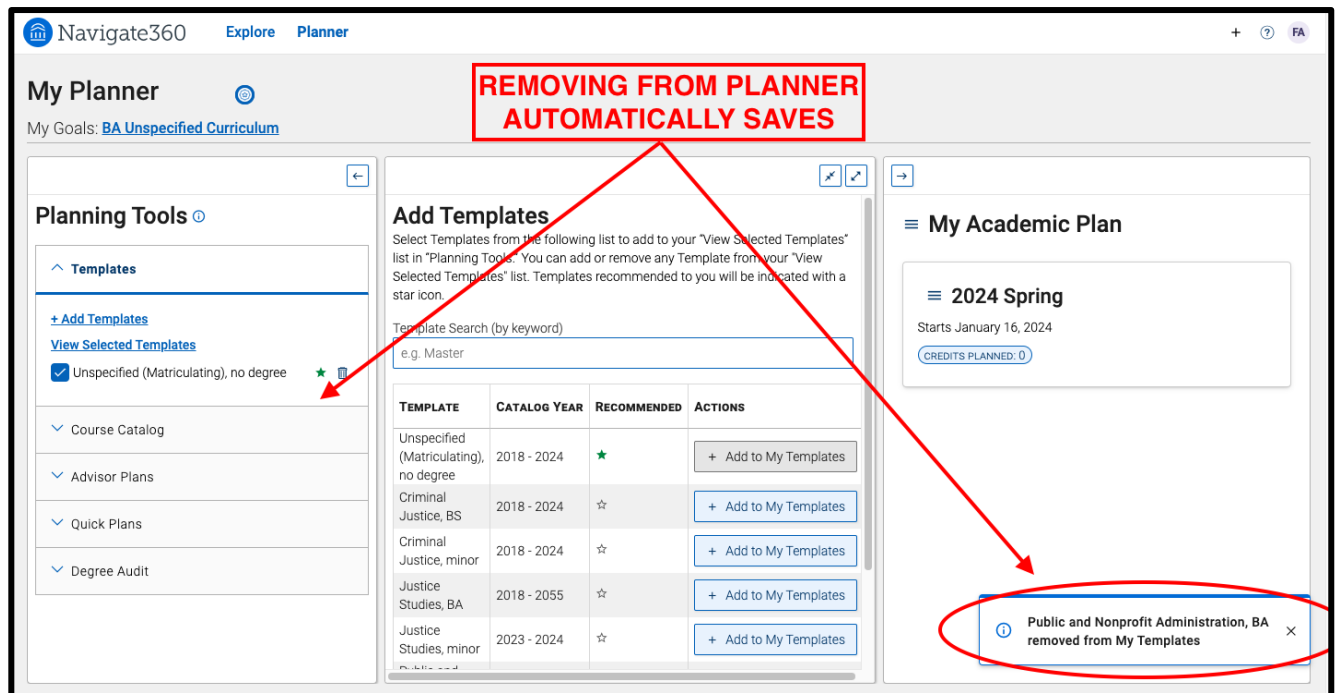 Navigate360 Explore Planner + FA
My Planner
My Goals: BA Unspecified Curriculum
REMOVING FROM PLANNER
AUTOMATICALLY SAVES
Planning Tools
Templates
+ Add Templates
View Selected Templates
Unspecified (Matriculating), no degree
Course Catalog
Advisor Plans
Quick Plans
Degree Audit
Add Templates
Select Templates from the following list to add to your "View Selected Templates"
list in "Planning Tools." You can add or remove any Template from your "View
Selected Templates" list. Templates recommended to you will be indicated with a
star icon.
Template Search (by keyword)
e.g. Master
TEMPLATE CATALOG YEAR RECOMMENDED ACTIONS
Unspecified
(Matriculating), 2018 - 2024 + Add to My Templates
no degree
Criminal
Justice, BS 2018 - 2024 + Add to My Templates
Criminal
Justice, minor 2018 - 2024 + Add to My Templates
Justice
Studies, BA 2018 - 2055 + Add to My Templates
Justice
Studies, minor 2023 - 2024 + Add to My Templates
My Academic Plan
2024 Spring
Starts January 16, 2024
CREDITS PLANNED: 0
Public and Nonprofit Administration, BA
removed from My Templates